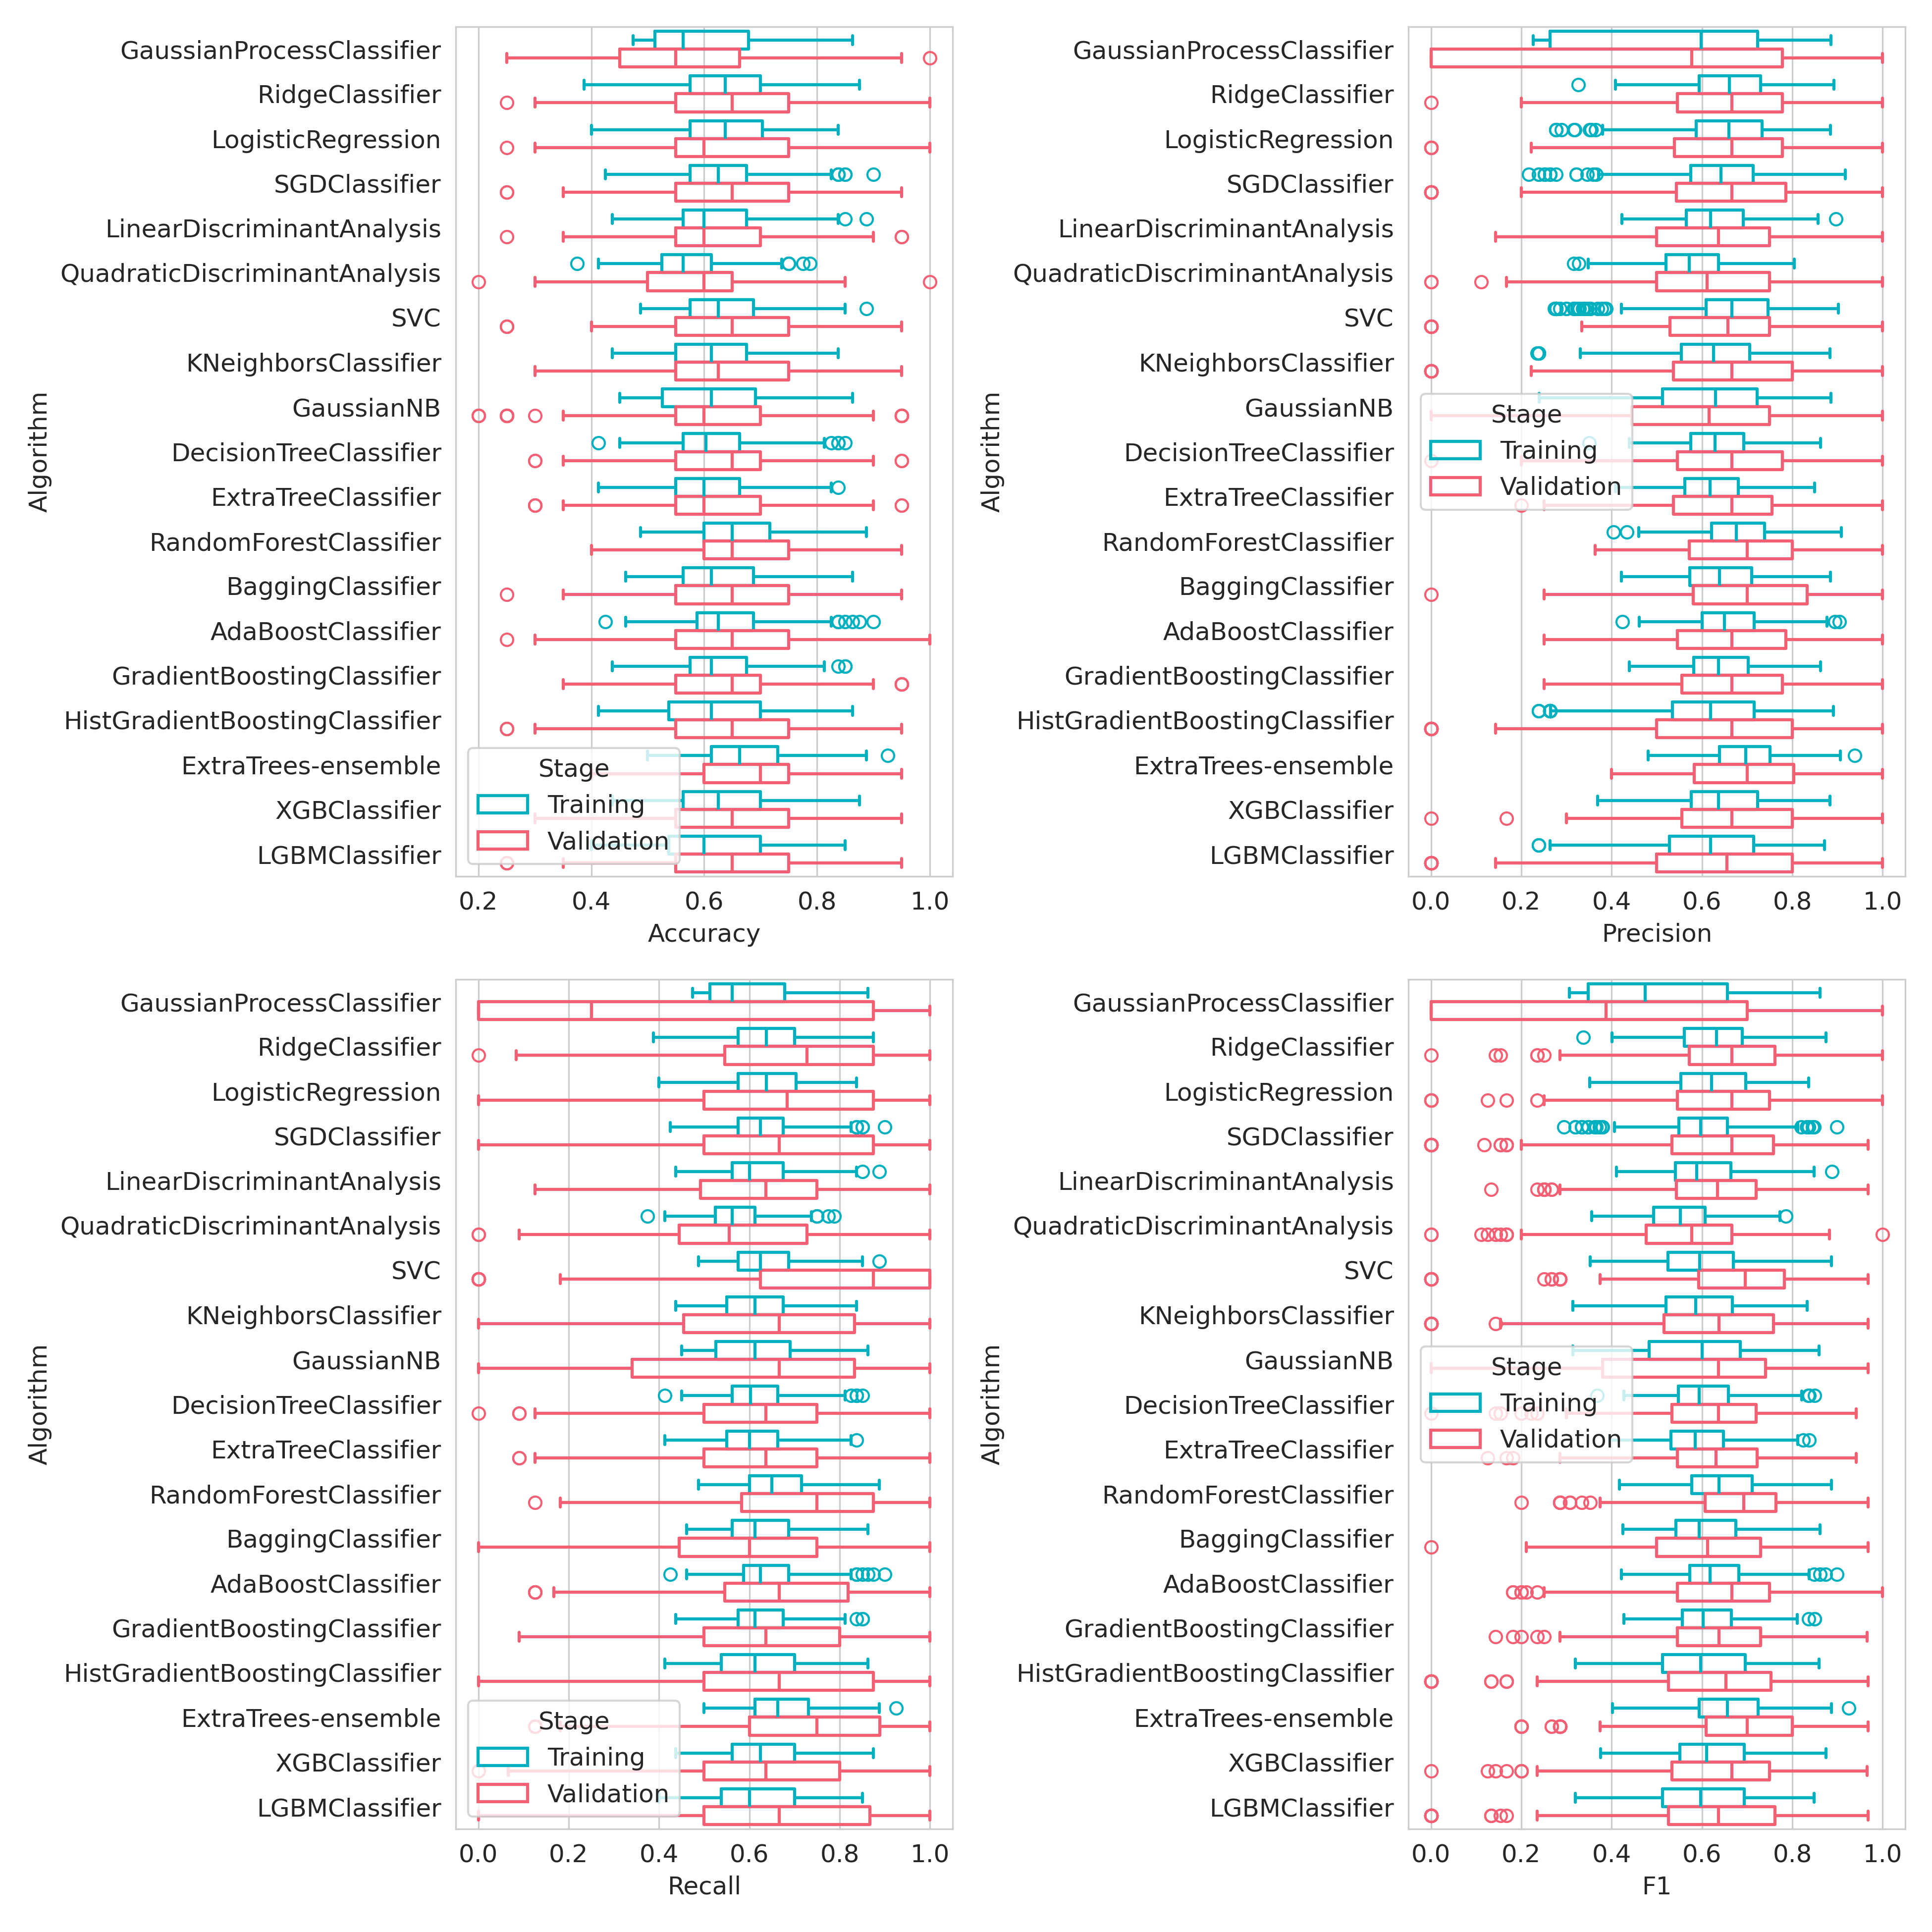 GaussianProcessClassifier
RidgeClassifier
LogisticRegression
SGDClassifier
LinearDiscriminantAnalysis
QuadraticDiscriminantAnalysis
SVC
KNeighborsClassifier
GaussianNB
DecisionTreeClassifier
ExtraTreeClassifier
RandomForestClassifier
BaggingClassifier
AdaBoostClassifier
GradientBoostingClassifier
HistGradientBoostingClassifier
ExtraTrees-ensemble
XGBClassifier
LGBMClassifier
Algorithm
Stage
Training
Validation
0.2 0.4 0.6 0.8 1.0
Accuracy
GaussianProcessClassifier
RidgeClassifier
LogisticRegression
SGDClassifier
LinearDiscriminantAnalysis
QuadraticDiscriminantAnalysis
SVC
KNeighborsClassifier
GaussianNB
DecisionTreeClassifier
ExtraTreeClassifier
RandomForestClassifier
BaggingClassifier
AdaBoostClassifier
GradientBoostingClassifier
HistGradientBoostingClassifier
ExtraTrees-ensemble
XGBClassifier
LGBMClassifier
Algorithm
Stage
Training
Validation
0.0 0.2 0.4 0.6 0.8 1.0
Precision
GaussianProcessClassifier
RidgeClassifier
LogisticRegression
SGDClassifier
LinearDiscriminantAnalysis
QuadraticDiscriminantAnalysis
SVC
KNeighborsClassifier
GaussianNB
DecisionTreeClassifier
ExtraTreeClassifier
RandomForestClassifier
BaggingClassifier
AdaBoostClassifier
GradientBoostingClassifier
HistGradientBoostingClassifier
ExtraTrees-ensemble
XGBClassifier
LGBMClassifier
Algorithm
Stage
Training
Validation
0.0 0.2 0.4 0.6 0.8 1.0
Recall
GaussianProcessClassifier
RidgeClassifier
LogisticRegression
SGDClassifier
LinearDiscriminantAnalysis
QuadraticDiscriminantAnalysis
SVC
KNeighborsClassifier
GaussianNB
DecisionTreeClassifier
ExtraTreeClassifier
RandomForestClassifier
BaggingClassifier
AdaBoostClassifier
GradientBoostingClassifier
HistGradientBoostingClassifier
ExtraTrees-ensemble
XGBClassifier
LGBMClassifier
Algorithm
Stage
Training
Validation
0.0 0.2 0.4 0.6 0.8 1.0
F1